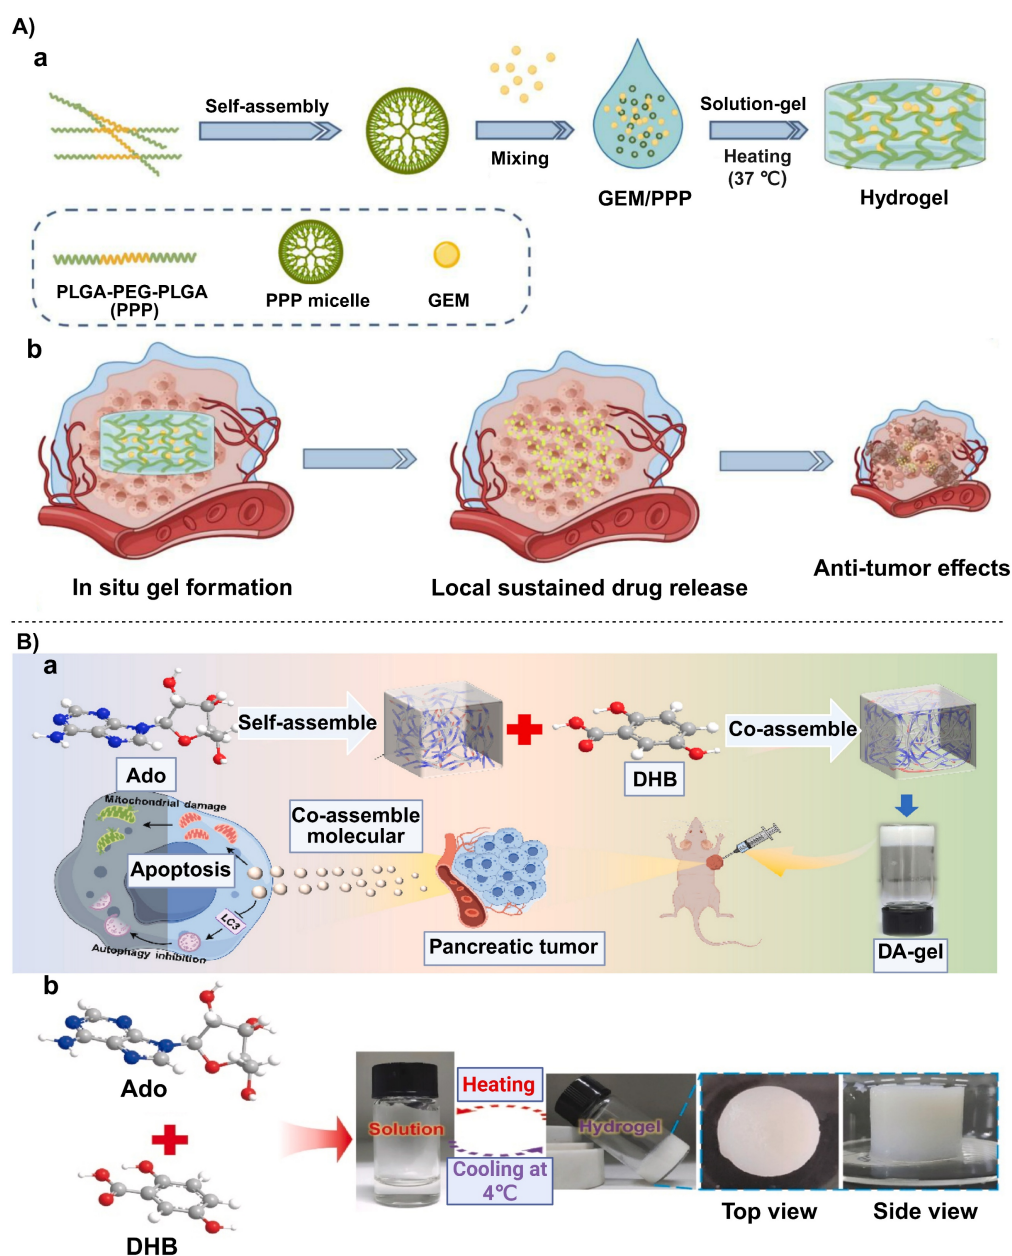 A)
a
Self-assembly
Mixing
Solution-gel
Heating
(37 ℃)
GEM/PPP
Hydrogel
PLGA-PEG-PLGA
(PPP)
PPP micelle
GEM
b
In situ gel formation
Local sustained drug release
Anti-tumor effects
B)
a
Self-assemble
Co-assemble
Ado
DHB
Mitochondrial damage
Co-assemble
molecular
Apoptosis
LC3
Autophagy inhibition
Pancreatic tumor
DA-gel
b
Ado
DHB
Solution
Heating
Cooling at
4℃
Hydrogel
Top view
Side view